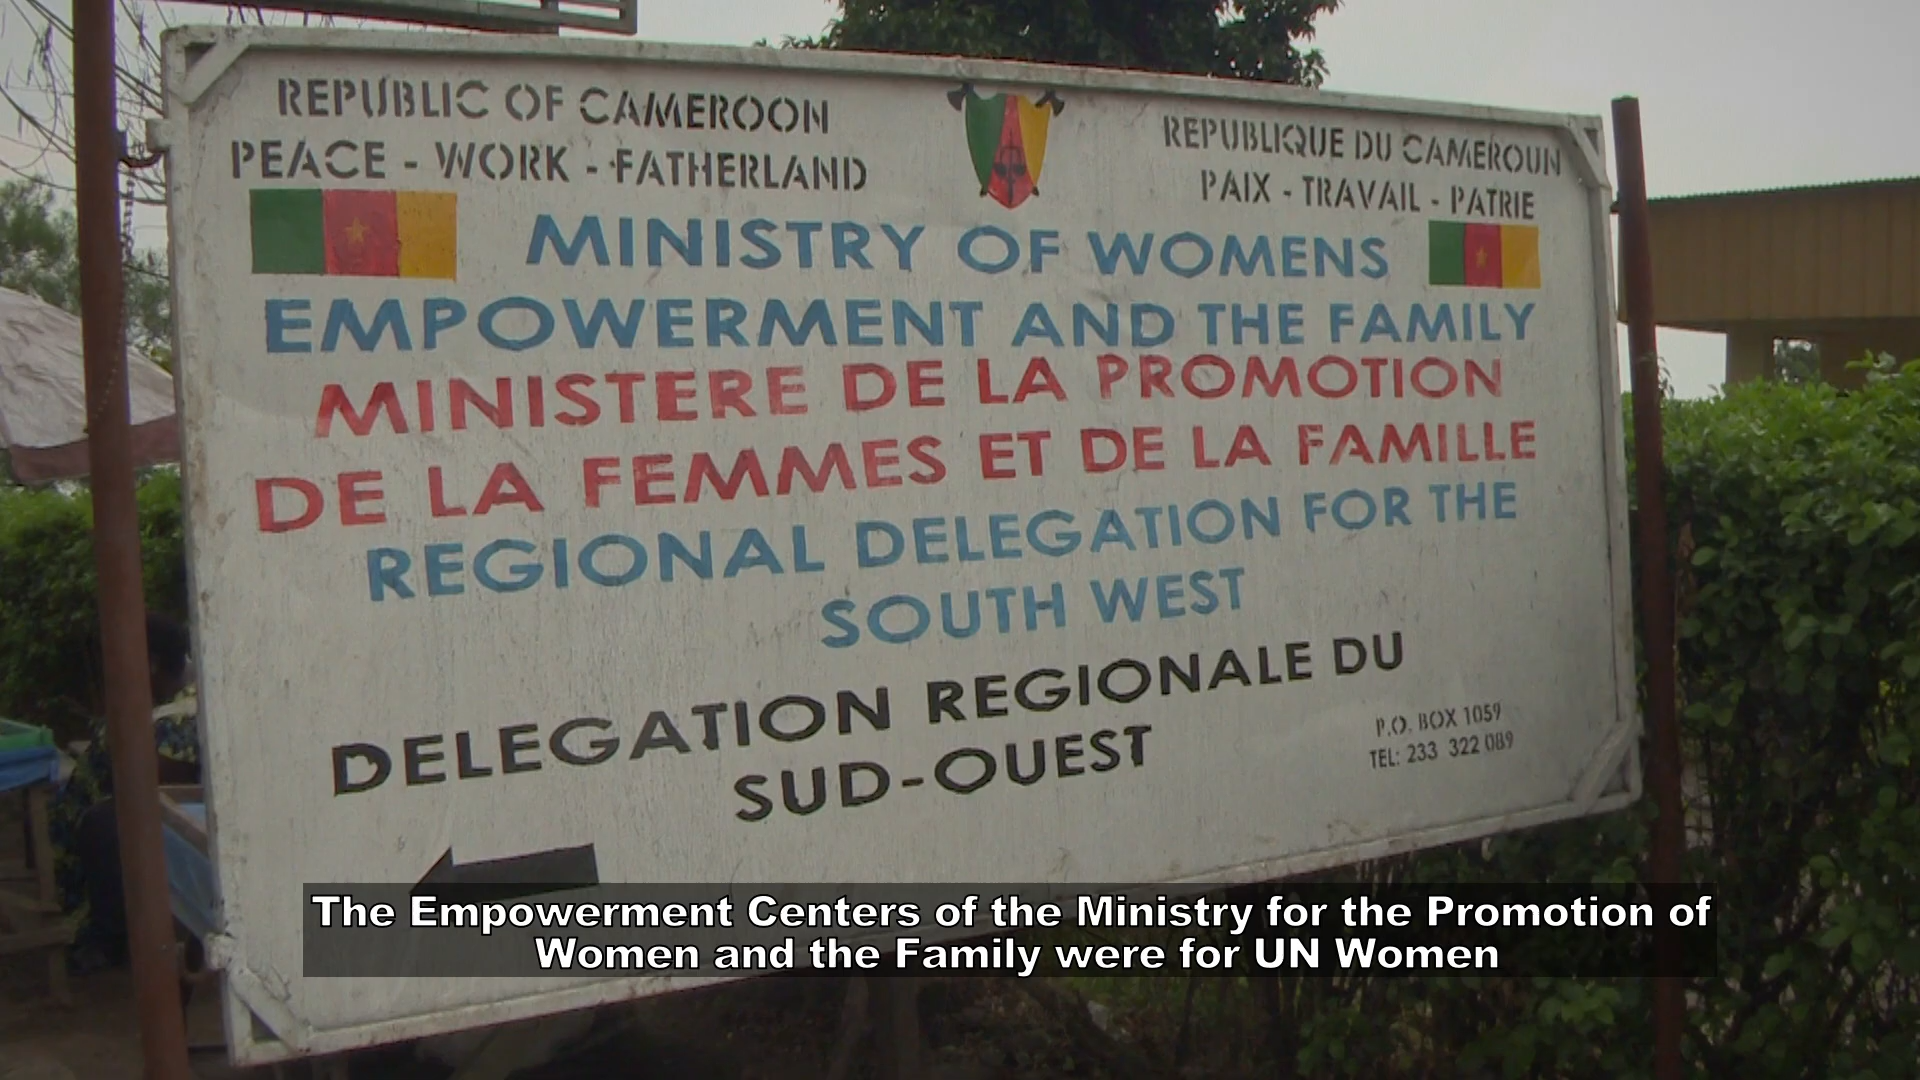 REPUBLIC OF CAMEROON
PEACE - WORK - FATHERLAND
REPUBLIQUE DU CAMEROUN
PAIX - TRAVAIL - PATRIE
MINISTRY OF WOMENS
EMPOWERMENT AND THE FAMILY
MINISTERE DE LA PROMOTION
DE LA FEMMES ET DE LA FAMILLE
REGIONAL DELEGATION FOR THE
SOUTH WEST
DELEGATION REGIONALE DU
SUD-OUEST
P.O. BOX 1059
TEL: 233 322 089
The Empowerment Centers of the Ministry for the Promotion of
Women and the Family were for UN Women